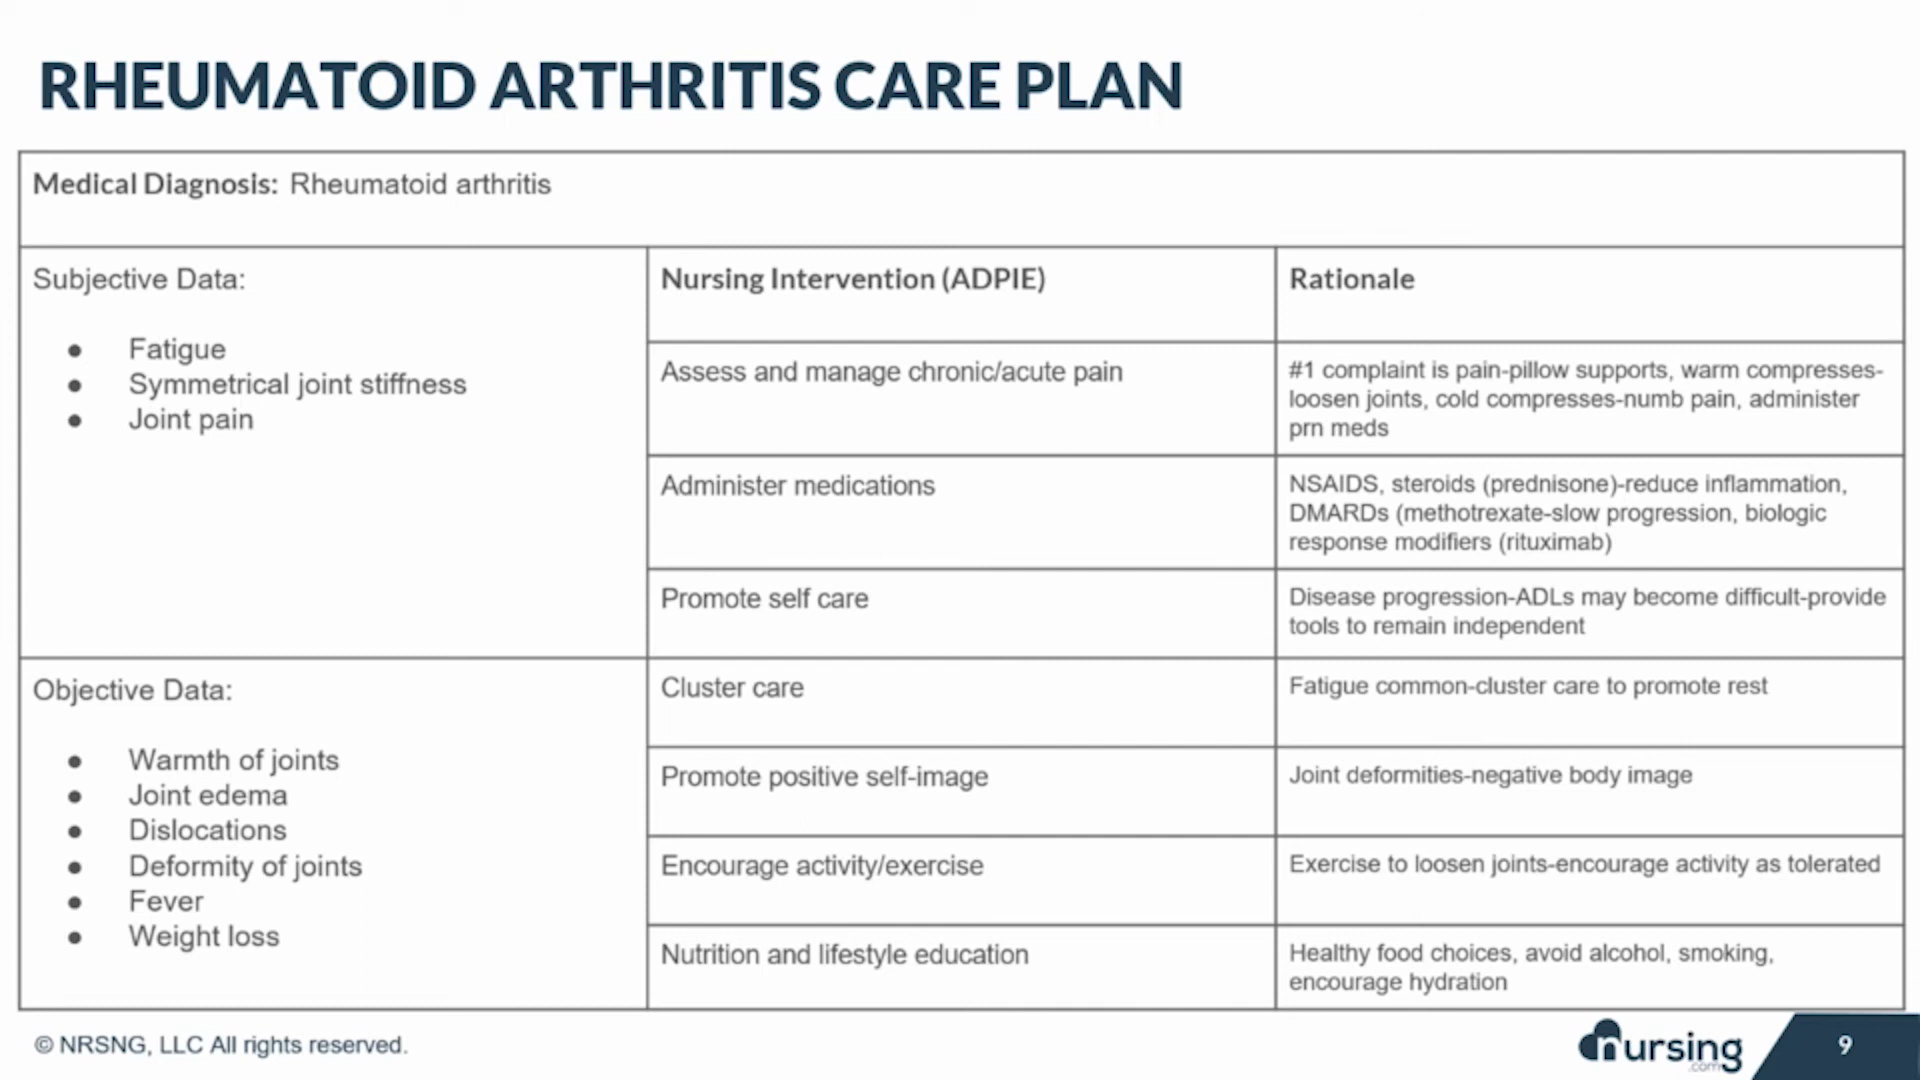 RHEUMATOID ARTHRITIS CARE PLAN
Medical Diagnosis: Rheumatoid arthritis
Subjective Data:
● Fatigue
● Symmetrical joint stiffness
● Joint pain
Objective Data:
● Warmth of joints
● Joint edema
● Dislocations
● Deformity of joints
● Fever
● Weight loss
Nursing Intervention (ADPIE)
Rationale
Assess and manage chronic/acute pain
#1 complaint is pain-pillow supports, warm compresses-
loosen joints, cold compresses-numb pain, administer
prn meds
Administer medications
NSAIDS, steroids (prednisone)-reduce inflammation,
DMARDs (methotrexate-slow progression, biologic
response modifiers (rituximab)
Promote self care
Disease progression-ADLs may become difficult-provide
tools to remain independent
Cluster care
Fatigue common-cluster care to promote rest
Promote positive self-image
Joint deformities-negative body image
Encourage activity/exercise
Exercise to loosen joints-encourage activity as tolerated
Nutrition and lifestyle education
Healthy food choices, avoid alcohol, smoking,
encourage hydration
© NRSNG, LLC All rights reserved.
nursing
.com
9